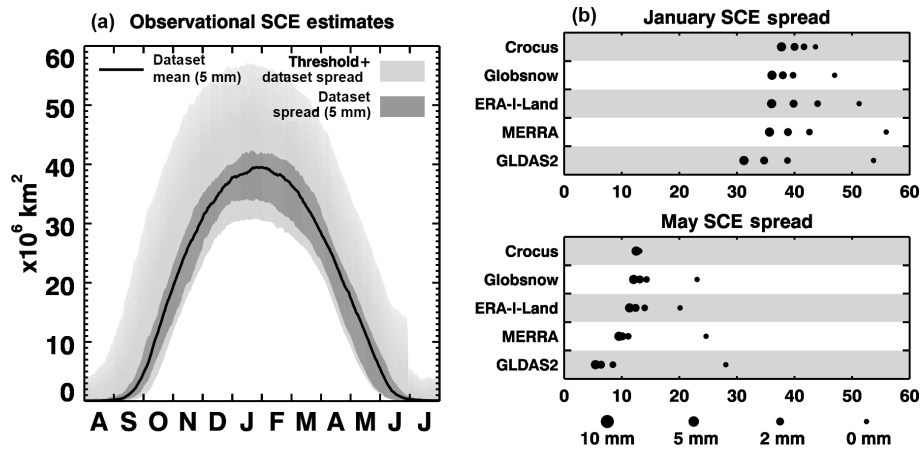 (a) Observational SCE estimates
60
50
40
30
20
10
0
x10⁶ km²
Dataset
mean (5 mm)
Threshold+
dataset spread
Dataset
spread (5 mm)
A S O N D J F M A M J J
(b) January SCE spread
Crocus
Globsnow
ERA-I-Land
MERRA
GLDAS2
0 10 20 30 40 50 60
May SCE spread
Crocus
Globsnow
ERA-I-Land
MERRA
GLDAS2
0 10 20 30 40 50 60
10 mm 5 mm 2 mm 0 mm